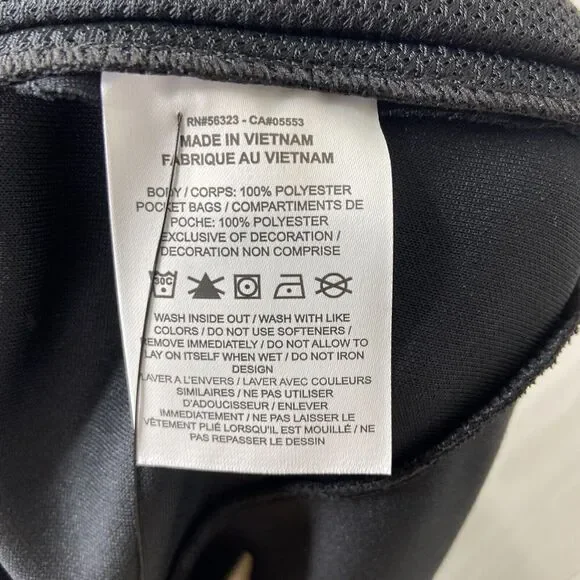 RN#56323 - CA#05553
MADE IN VIETNAM
FABRIQUE AU VIETNAM
BODY / CORPS: 100% POLYESTER
POCKET BAGS / COMPARTIMENTS DE
POCHE: 100% POLYESTER
EXCLUSIVE OF DECORATION /
DECORATION NON COMPRISE
30C
WASH INSIDE OUT / WASH WITH LIKE
COLORS / DO NOT USE SOFTENERS /
REMOVE IMMEDIATELY / DO NOT ALLOW TO
LAY ON ITSELF WHEN WET / DO NOT IRON
DESIGN
LAVER A L'ENVERS / LAVER AVEC COULEURS
SIMILAIRES / NE PAS UTILISER
D'ADOUCISSEUR / ENLEVER
IMMÉDIATEMENT / NE PAS LAISSER LE
VÊTEMENT PLIÉ LORSQU'IL EST MOUILLÉ / NE
PAS REPASSER LE DESSIN